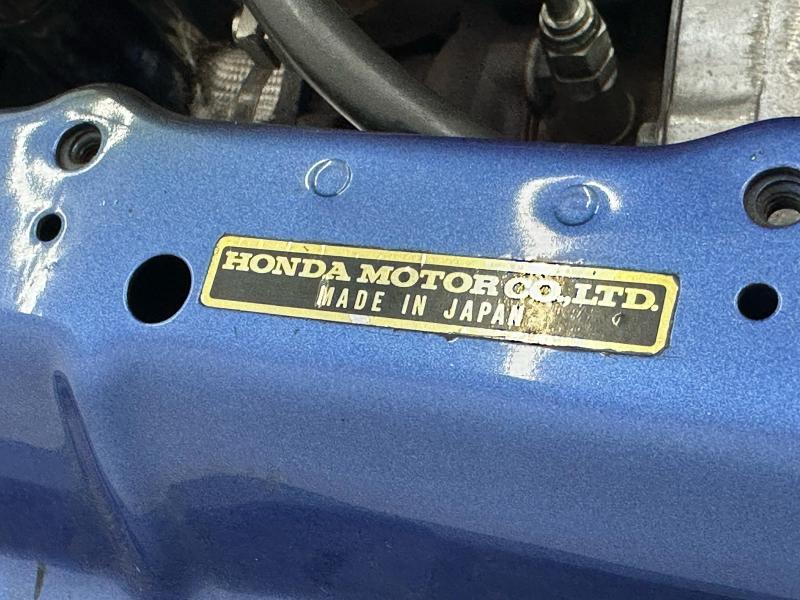 HONDA MOTOR CO., LTD.
MADE IN JAPAN